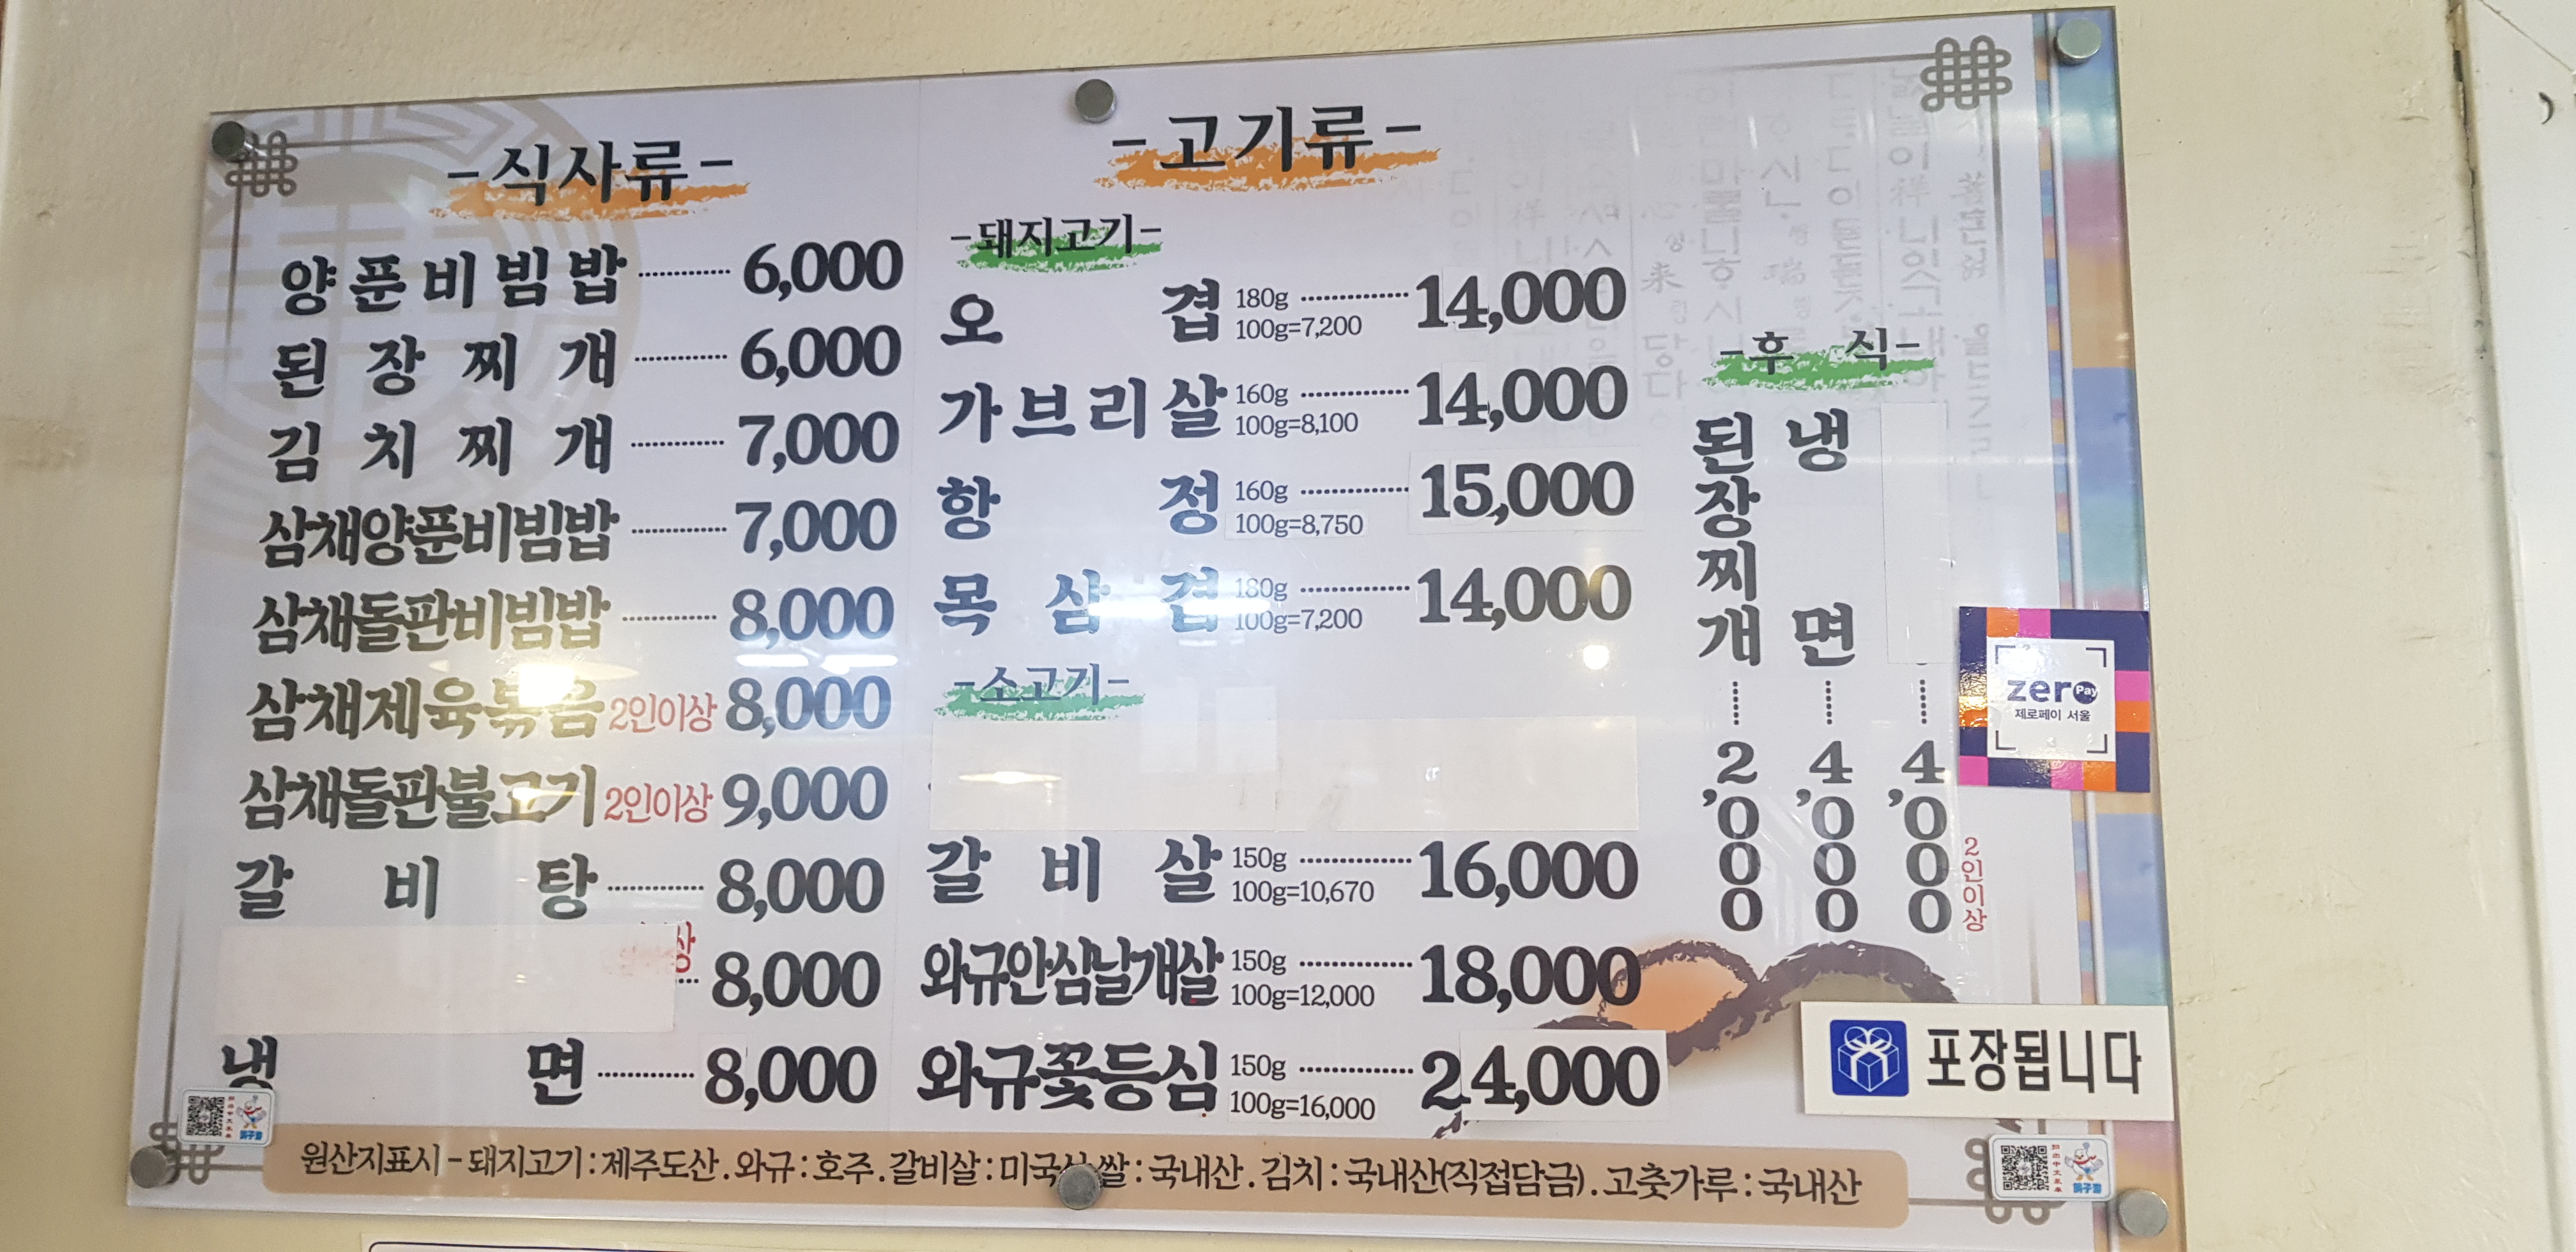 -식사류-
양푼비빔밥 6,000
된장찌개 6,000
김치찌개 7,000
삼채양푼비빔밥 7,000
삼채돌판비빔밥 8,000
삼채제육볶음 2인이상 8,000
삼채돌판불고기 2인이상 9,000
갈비탕 8,000
상 8,000
냉면 8,000
-고기류-
-돼지고기-
오겹 180g 14,000
100g=7,200
가브리살 160g 14,000
100g=8,100
항정 160g 15,000
100g=8,750
목삼겹 180g 14,000
100g=7,200
-소고기-
갈비살 150g 16,000
100g=10,670
와규안심날개살 150g 18,000
100g=12,000
와규꽃등심 150g 24,000
100g=16,000
-후식-
4,000 2인이상
냉면 4,000
된장찌개 2,000
zero Pay
제로페이 서울
포장됩니다
원산지표시-돼지고기:제주도산.와규:호주.갈비살:미국산 쌀:국내산.김치:국내산(직접담금).고춧가루:국내산